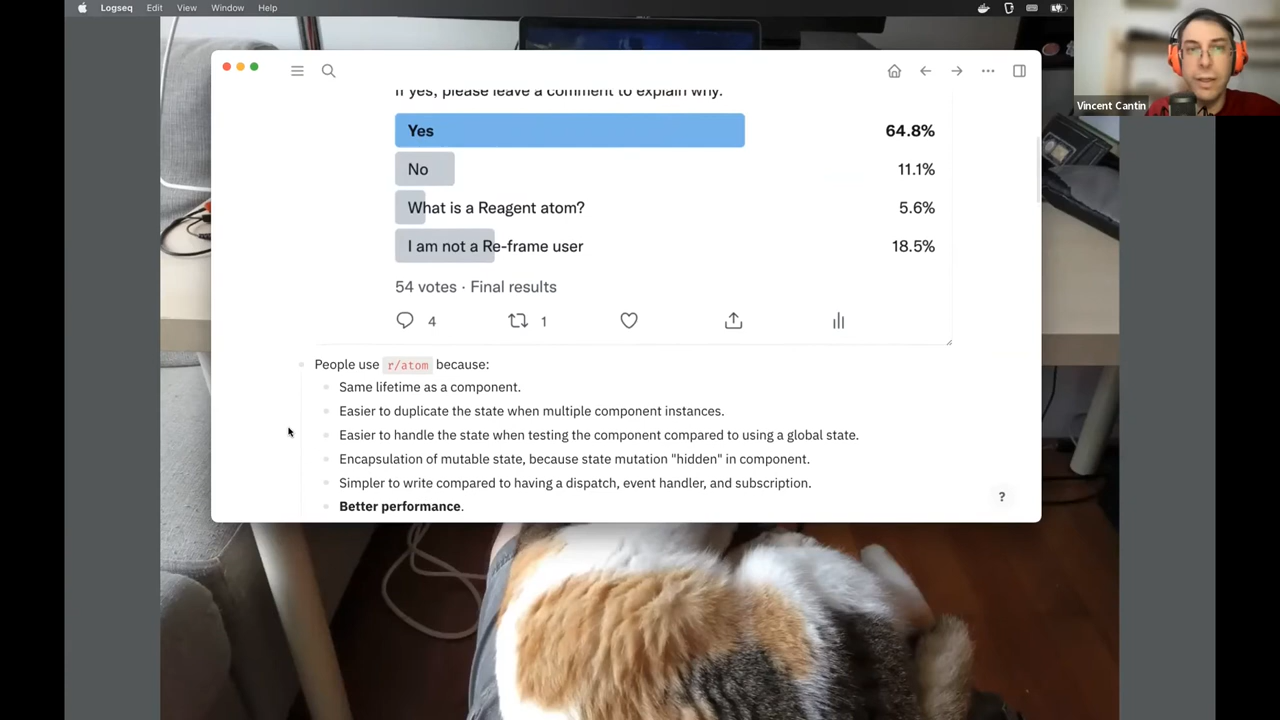 Logseq Edit View Window Help
Vincent Cantin
If yes, please leave a comment to explain why.
Yes 64.8%
No 11.1%
What is a Reagent atom? 5.6%
I am not a Re-frame user 18.5%
54 votes · Final results
4 1
People use r/atom because:
Same lifetime as a component.
Easier to duplicate the state when multiple component instances.
Easier to handle the state when testing the component compared to using a global state.
Encapsulation of mutable state, because state mutation "hidden" in component.
Simpler to write compared to having a dispatch, event handler, and subscription.
Better performance.
?